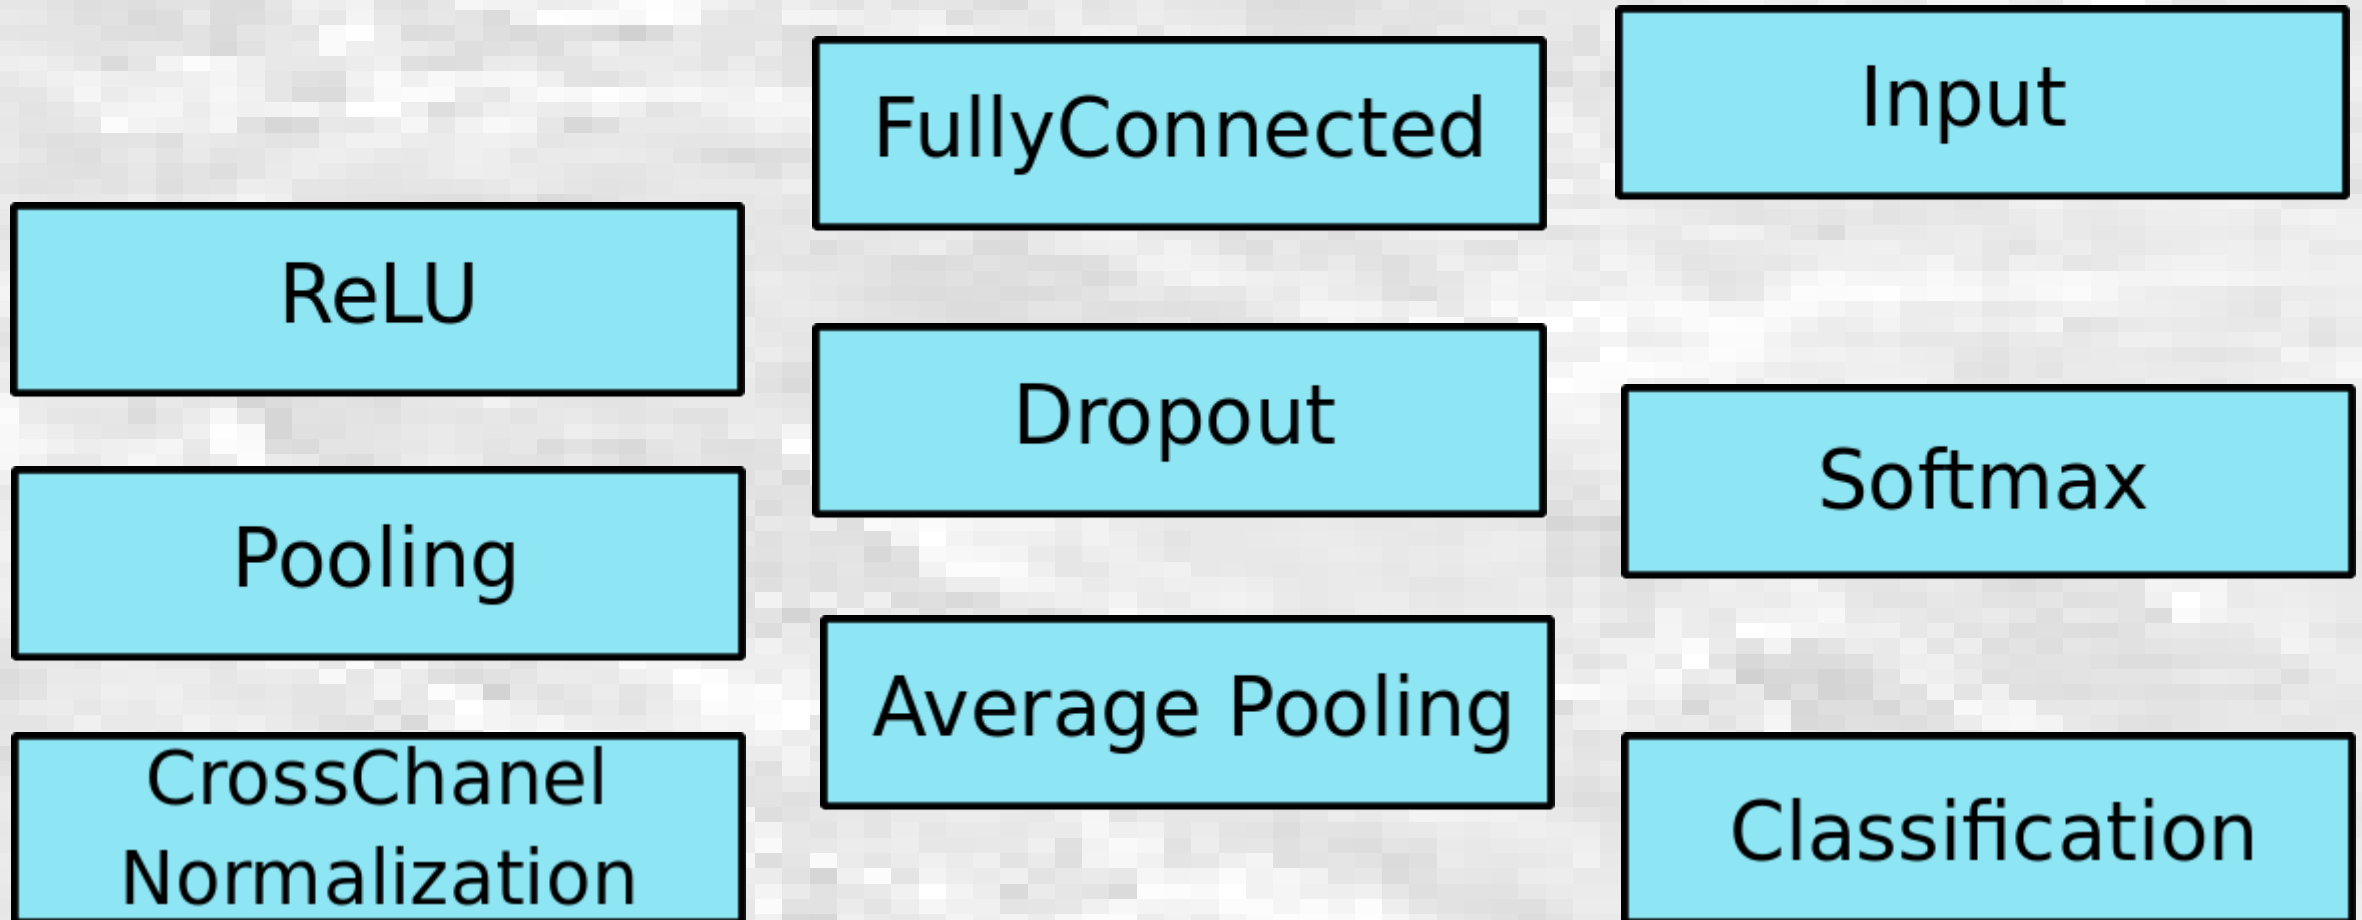 FullyConnected
Input
ReLU
Dropout
Softmax
Pooling
Average Pooling
CrossChanel
Normalization
Classification